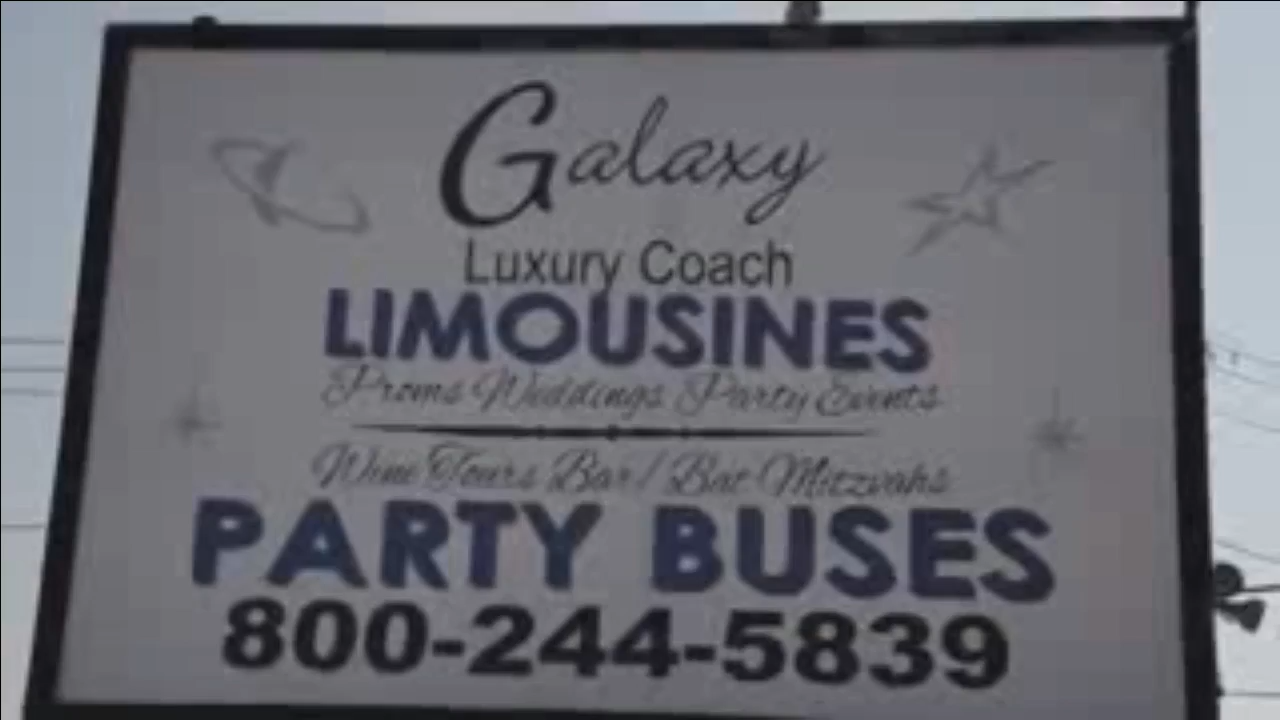 Galaxy
Luxury Coach
LIMOUSINES
Proms Weddings Party Events
Wine Tours Bar/Bat Mitzvahs
PARTY BUSES
800-244-5839